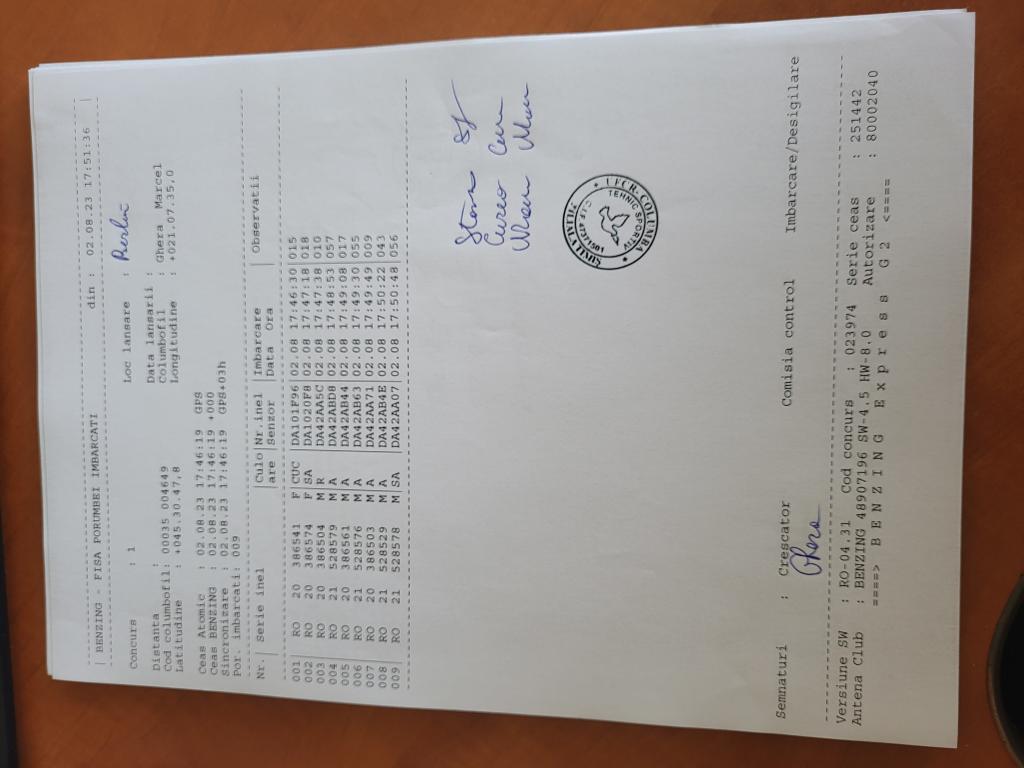 BENZING - FISA PORUMBEI IMBARCATI din : 02.08.23 17:51:36
Concurs : 1 Loc lansare : Berlin
Distanta : Data lansarii :
Cod columbofil: 00035 004649 Columbofil : Ghera Marcel
Latitudine : +045.30.47,8 Longitudine : +021.07.35,0
Ceas Atomic : 02.08.23 17:46:19 GPS
Ceas BENZING : 02.08.23 17:46:19 +000
Sincronizare : 02.08.23 17:46:19 GPS+03h
Por. imbarcati: 009
Nr.| Serie inel |Culo|Nr.inel |Imbarcare |Observatii
|are |Senzor |Data Ora |
001| RO 20 386541 F|CUC |DA101F96|02.08 17:46:30|015
002| RO 20 386574 F|SA |DA1020F8|02.08 17:47:18|018
003| RO 20 386504 M|R |DA42AA5C|02.08 17:47:38|010
004| RO 21 528579 M|A |DA42ABD8|02.08 17:48:53|057
005| RO 20 386561 M|A |DA42AB44|02.08 17:49:08|017
006| RO 21 528576 M|A |DA42AB63|02.08 17:49:30|055
007| RO 20 386503 M|A |DA42AA71|02.08 17:49:49|009
008| RO 21 528529 M|A |DA42AB4E|02.08 17:50:22|043
009| RO 21 528578 M|SA |DA42AA07|02.08 17:50:48|056
UFCR-COLUMBA
FILIALA TIMIS
TEHNIC SPORTIV
Semnaturi : Crescator Comisia control Imbarcare/Desigilare
Ghera
Versiune SW : RO-04.31 Cod concurs : 023974 Serie ceas : 251442
Antena Club : BENZING 48907196 SW-4.5 HW-8.0 Autorizare : 80002040
====> B E N Z I N G E x p r e s s G 2 <====